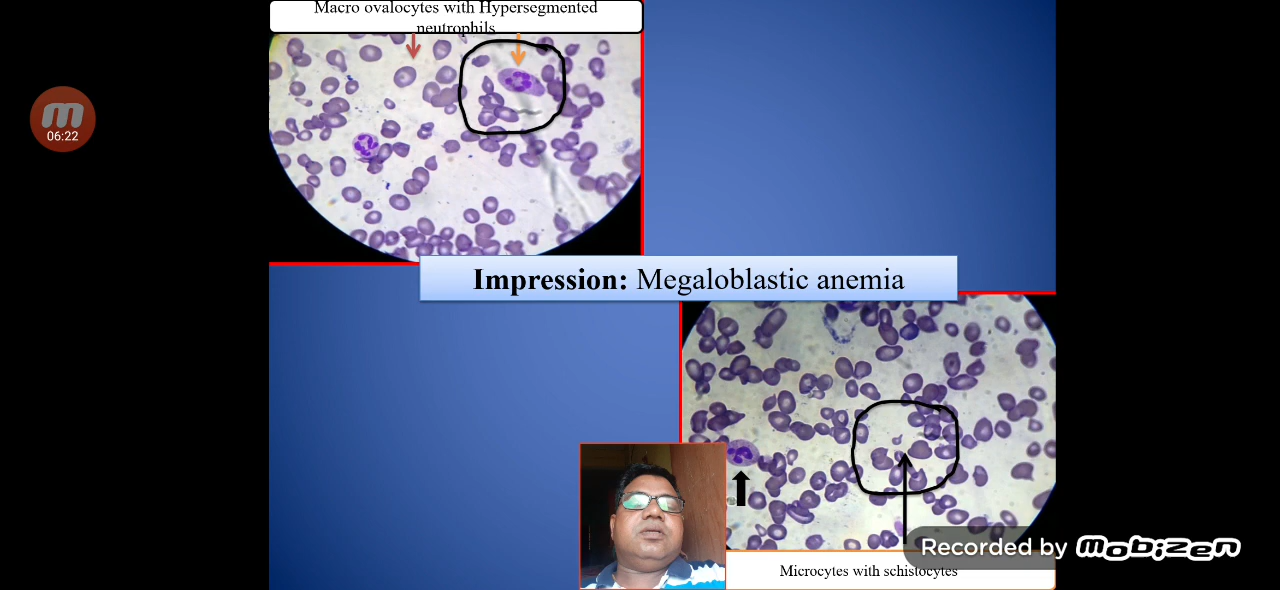 Macro ovalocytes with Hypersegmented
neutrophils
06:22
Impression: Megaloblastic anemia
Recorded by mobizen
Microcytes with schistocytes